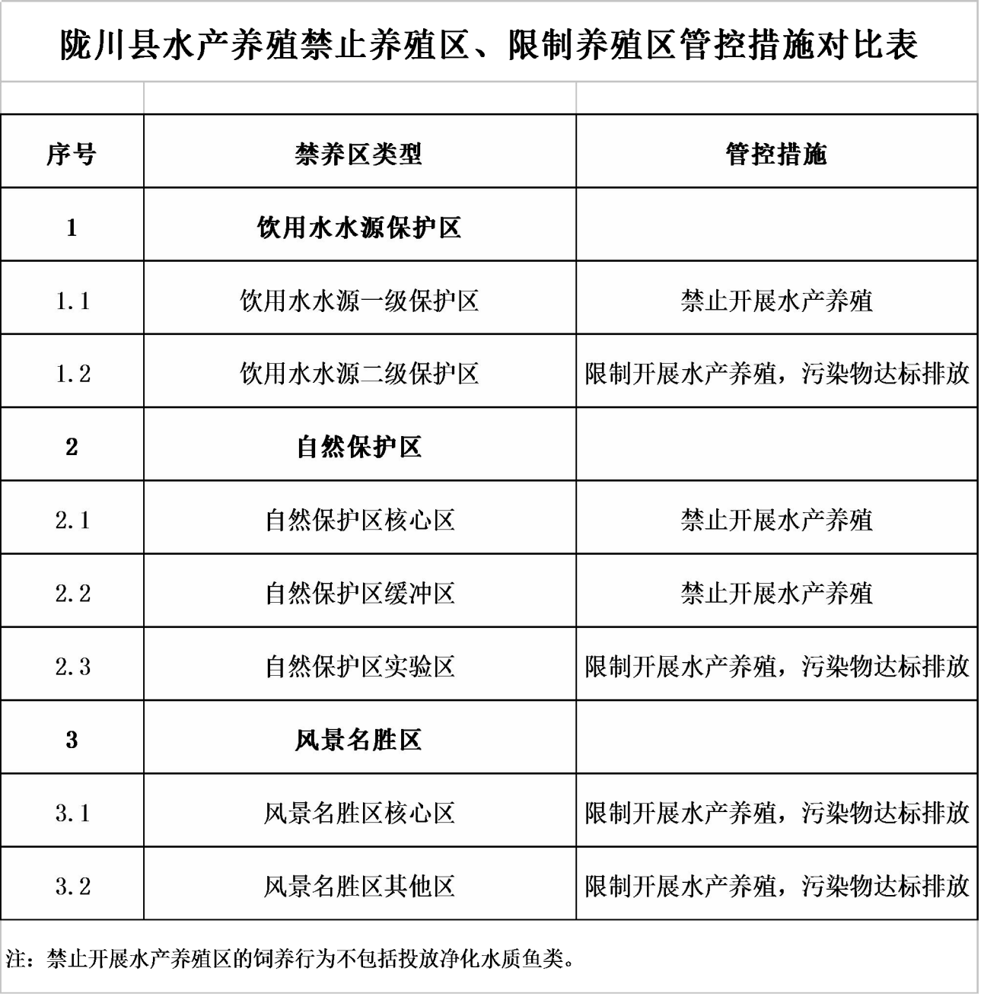 陇川县水产养殖禁止养殖区、限制养殖区管控措施对比表
序号 禁养区类型 管控措施
1 饮用水水源保护区
1.1 饮用水水源一级保护区 禁止开展水产养殖
1.2 饮用水水源二级保护区 限制开展水产养殖，污染物达标排放
2 自然保护区
2.1 自然保护区核心区 禁止开展水产养殖
2.2 自然保护区缓冲区 禁止开展水产养殖
2.3 自然保护区实验区 限制开展水产养殖，污染物达标排放
3 风景名胜区
3.1 风景名胜区核心区 限制开展水产养殖，污染物达标排放
3.2 风景名胜区其他区 限制开展水产养殖，污染物达标排放
注：禁止开展水产养殖区的饲养行为不包括投放净化水质鱼类。